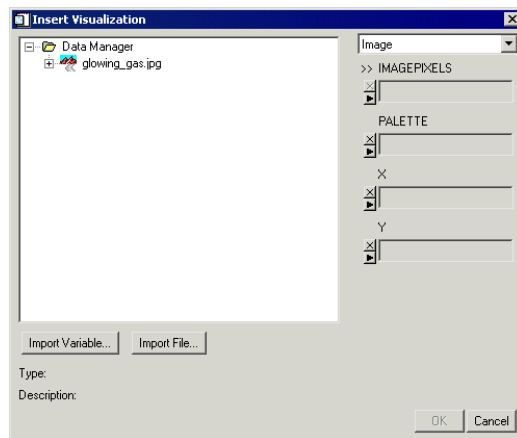 Insert Visualization
Data Manager
glowing_gas.jpg
Image
>> IMAGEPIXELS
PALETTE
X
Y
Import Variable...
Import File...
Type:
Description:
OK
Cancel